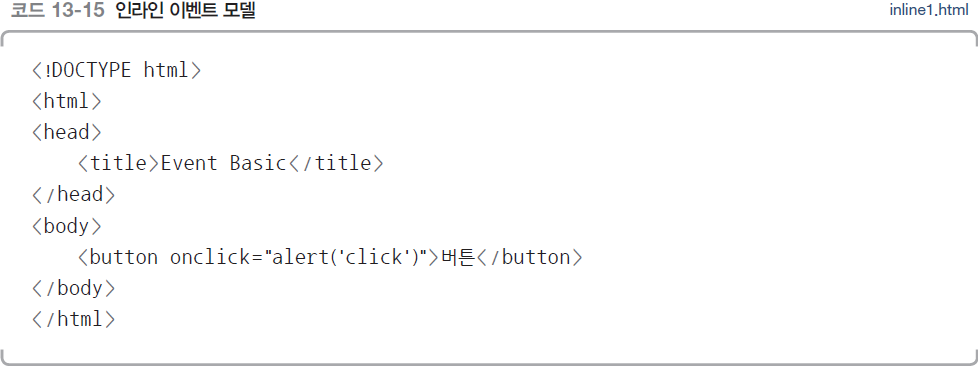 코드 13-15 인라인 이벤트 모델 inline1.html
<!DOCTYPE html>
<html>
<head>
    <title>Event Basic</title>
</head>
<body>
    <button onclick="alert('click')">버튼</button>
</body>
</html>